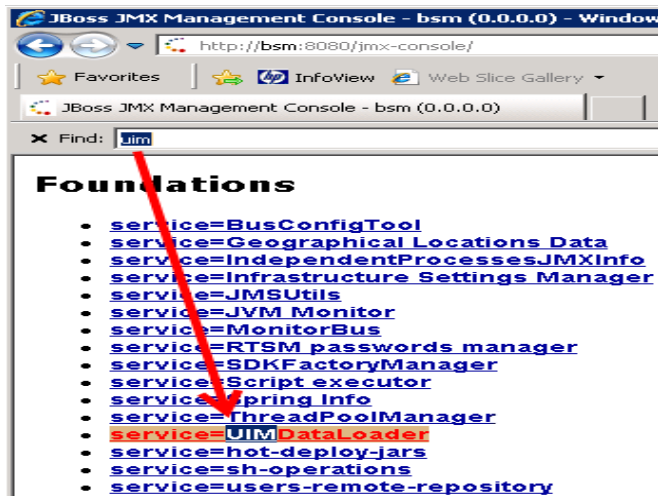 JBoss JMX Management Console - bsm (0.0.0.0) - Window
http://bsm:8080/jmx-console/
Favorites InfoView Web Slice Gallery
JBoss JMX Management Console - bsm (0.0.0.0)
Find: uim
Foundations
service=BusConfigTool
service=Geographical Locations Data
service=IndependentProcessesJMXInfo
service=Infrastructure Settings Manager
service=JMSUtils
service=JVM Monitor
service=MonitorBus
service=RTSM passwords manager
service=SDKFactoryManager
service=Script executor
service=Spring Info
service=ThreadPoolManager
service=UIMDataLoader
service=hot-deploy-jars
service=sh-operations
service=users-remote-repository